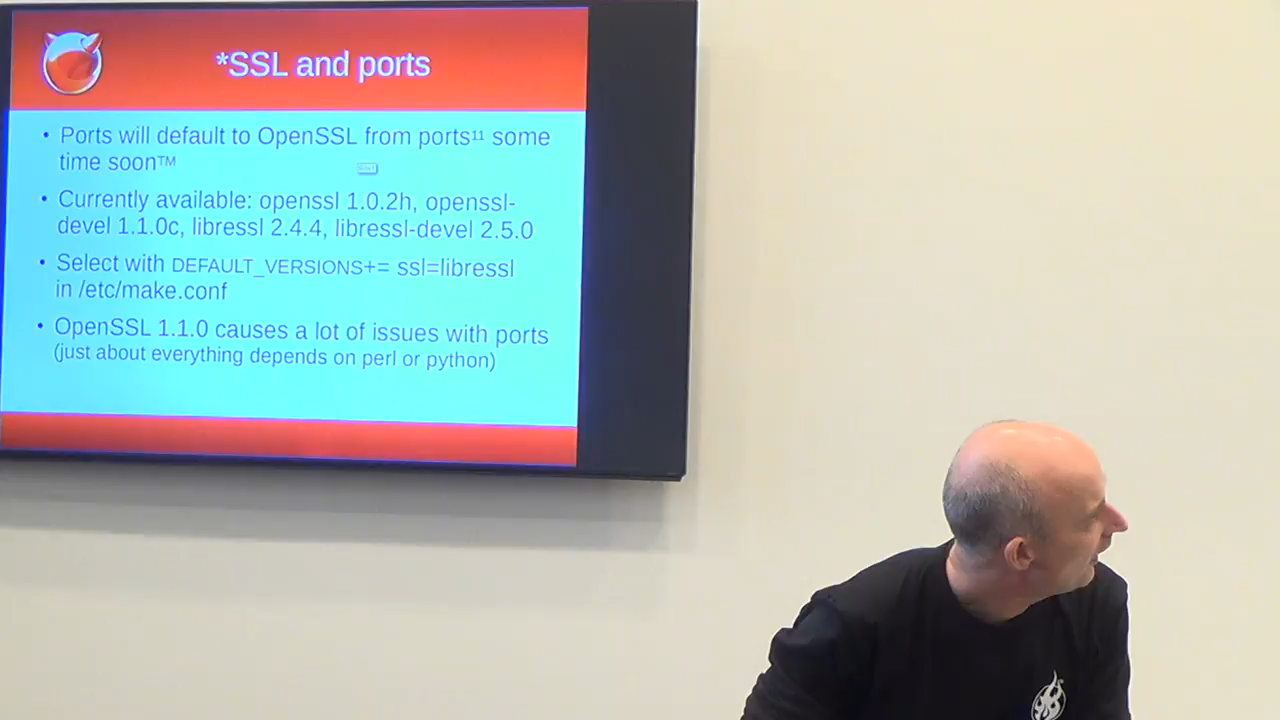 *SSL and ports
• Ports will default to OpenSSL from ports¹¹ some
time soon™
• Currently available: openssl 1.0.2h, openssl-
devel 1.1.0c, libressl 2.4.4, libressl-devel 2.5.0
• Select with DEFAULT_VERSIONS+= ssl=libressl
in /etc/make.conf
• OpenSSL 1.1.0 causes a lot of issues with ports
(just about everything depends on perl or python)